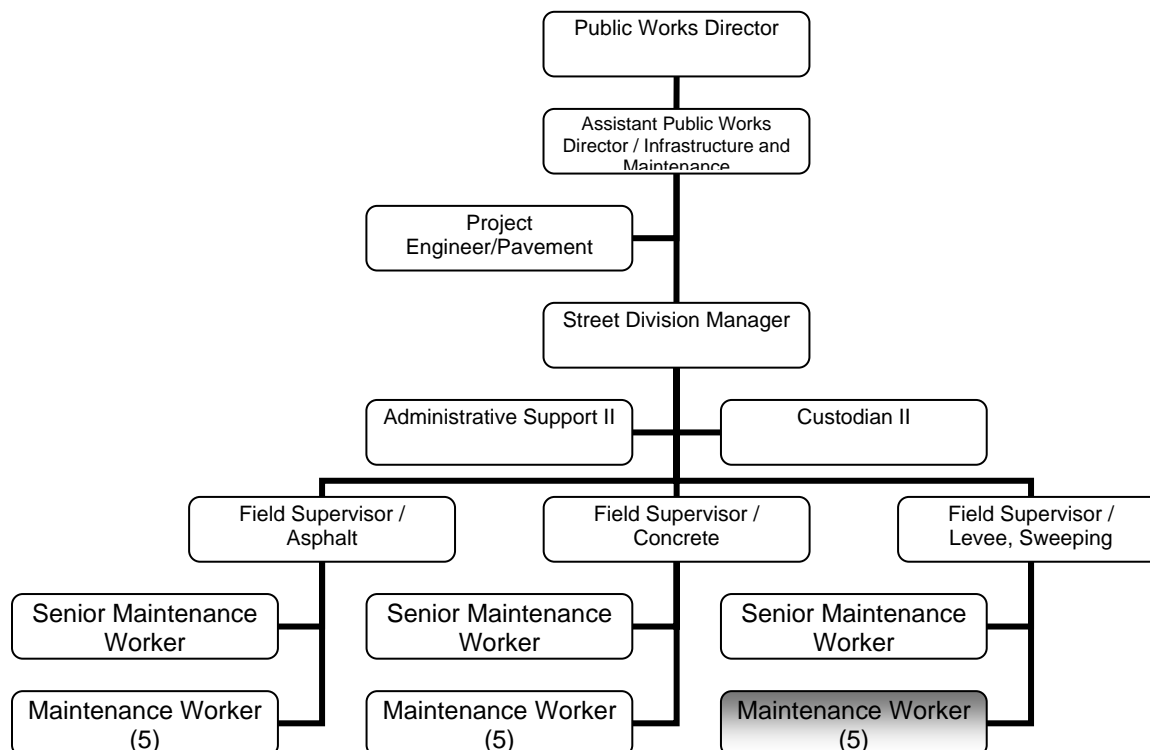 Public Works Director
Assistant Public Works
Director / Infrastructure and
Maintenance
Project
Engineer/Pavement
Street Division Manager
Administrative Support II
Custodian II
Field Supervisor /
Asphalt
Field Supervisor /
Concrete
Field Supervisor /
Levee, Sweeping
Senior Maintenance
Worker
Senior Maintenance
Worker
Senior Maintenance
Worker
Maintenance Worker
(5)
Maintenance Worker
(5)
Maintenance Worker
(5)